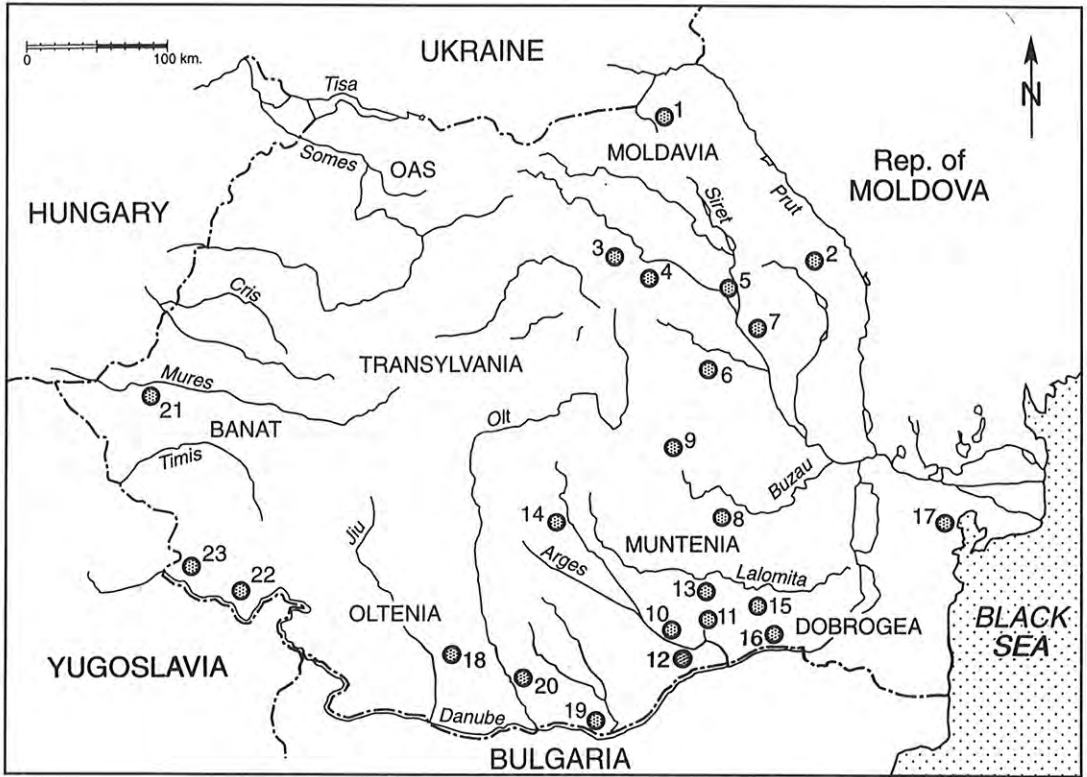 UKRAINE
0
100 km.
N
Tisa
1
MOLDAVIA
Somes
OAS
Rep. of
MOLDOVA
Prut
Siret
HUNGARY
3
4
2
5
Cris
7
TRANSYLVANIA
6
Mures
21
Olt
BANAT
9
Timis
Buzau
14
8
17
Jiu
MUNTENIA
Arges
Lalomita
23
22
13
15
OLTENIA
10
11
16
DOBROGEA
BLACK
SEA
12
YUGOSLAVIA
18
20
19
Danube
BULGARIA